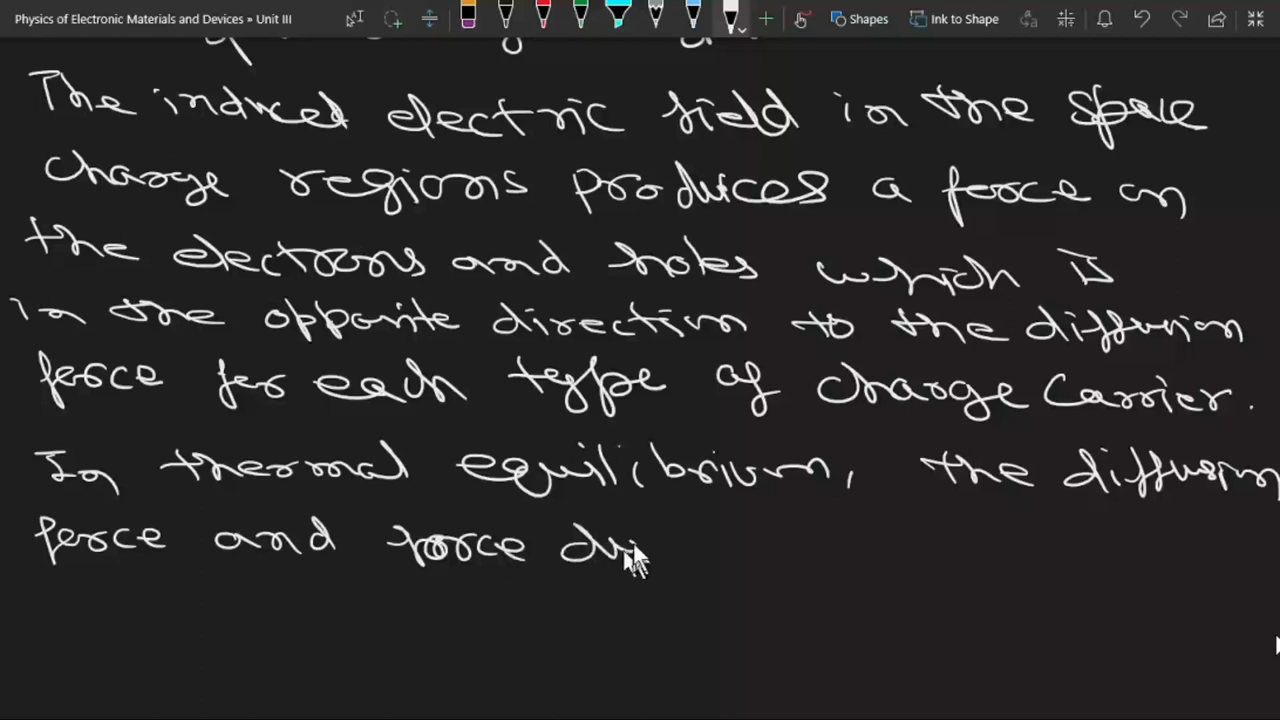 Physics of Electronic Materials and Devices » Unit III
Shapes
Ink to Shape
The induced electric field in the space
charge regions produces a force on
the electrons and holes which is
in the opposite direction to the diffusion
force for each type of charge carrier.
In thermal equilibrium, the diffusion
force and force du